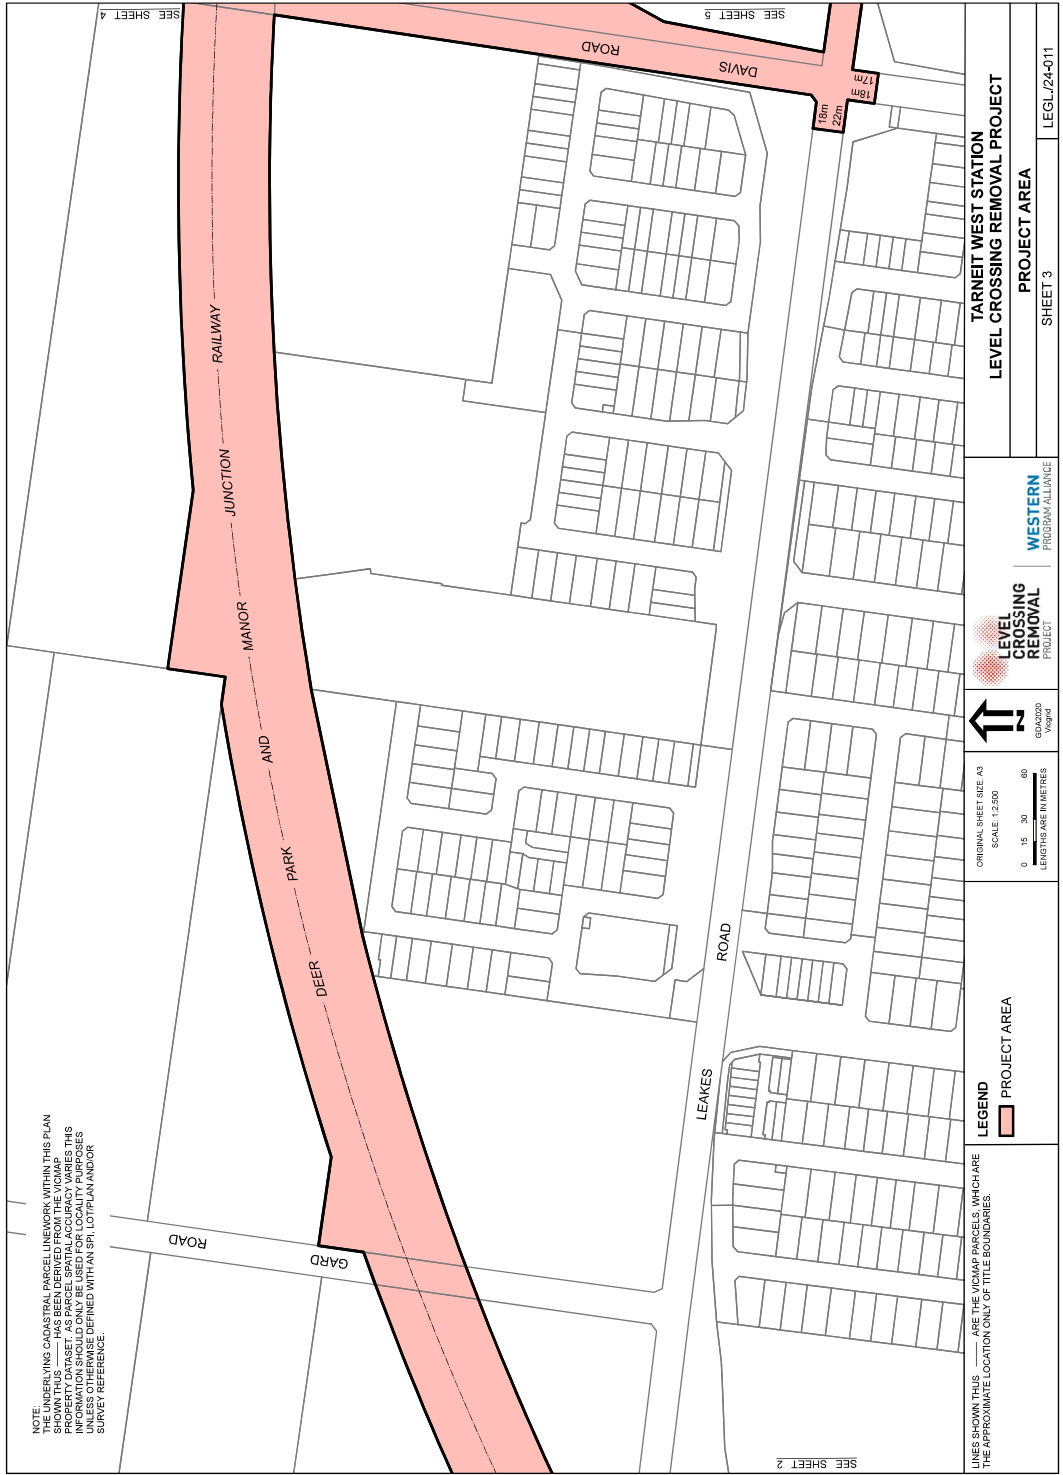 NOTE:
THE UNDERLYING CADASTRAL PARCEL LINEWORK WITHIN THIS PLAN
SHOWN THUS ——— HAS BEEN DERIVED FROM THE VICMAP
PROPERTY DATASET. AS PARCEL SPATIAL ACCURACY VARIES THIS
INFORMATION SHOULD ONLY BE USED FOR LOCALITY PURPOSES
UNLESS OTHERWISE DEFINED WITH AN SPI, LOT/PLAN AND/OR
SURVEY REFERENCE.
SEE SHEET 4
SEE SHEET 5
SEE SHEET 2
GARD
ROAD
DEER
PARK
AND
MANOR
JUNCTION
RAILWAY
DAVIS
ROAD
LEAKES
ROAD
18m
22m
18m
17m
LINES SHOWN THUS ——— ARE THE VICMAP PARCELS, WHICH ARE
THE APPROXIMATE LOCATION ONLY OF TITLE BOUNDARIES.
LEGEND
PROJECT AREA
ORIGINAL SHEET SIZE: A3
SCALE: 1:2,500
0 15 30 60
LENGTHS ARE IN METRES
N
GDA2020
Vicgrid
LEVEL
CROSSING
REMOVAL
PROJECT
WESTERN
PROGRAM ALLIANCE
TARNEIT WEST STATION
LEVEL CROSSING REMOVAL PROJECT
PROJECT AREA
SHEET 3
LEGL./24-011